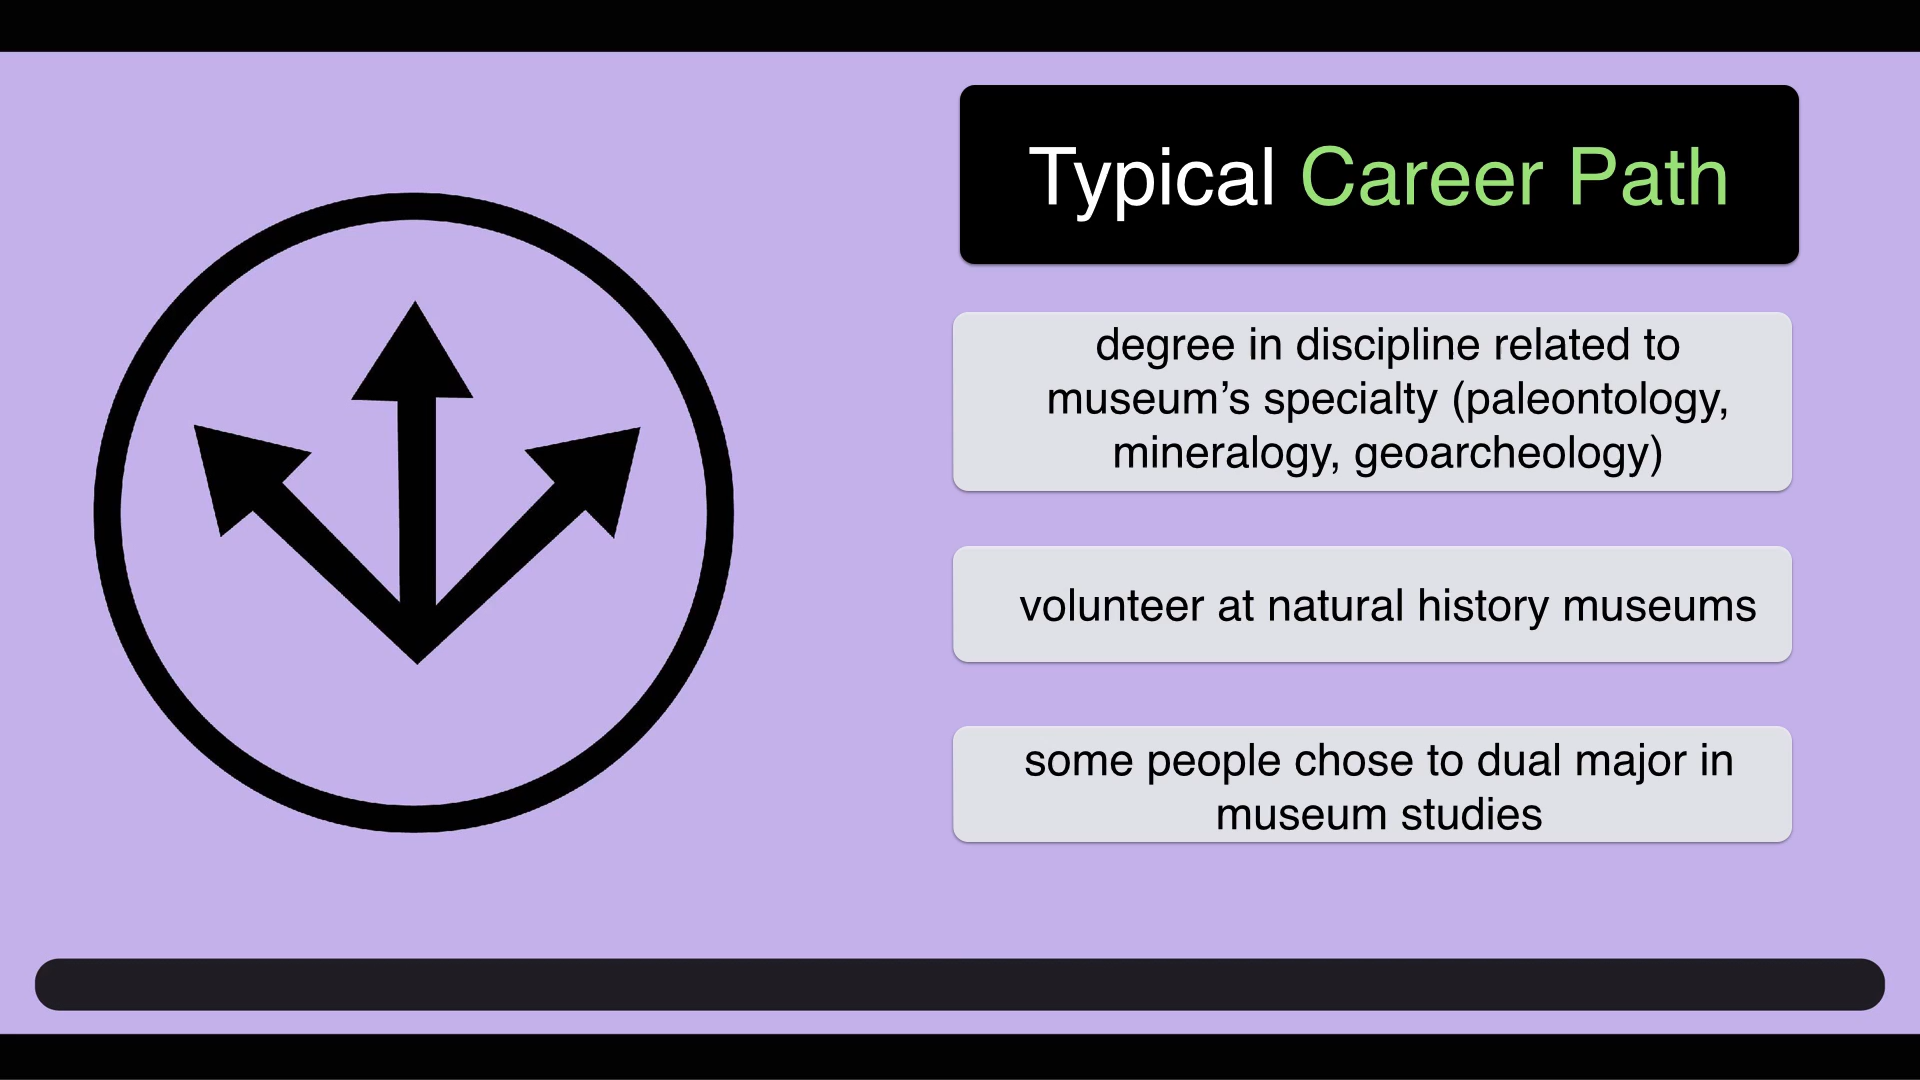 Typical Career Path
degree in discipline related to
museum’s specialty (paleontology,
mineralogy, geoarcheology)
volunteer at natural history museums
some people chose to dual major in
museum studies